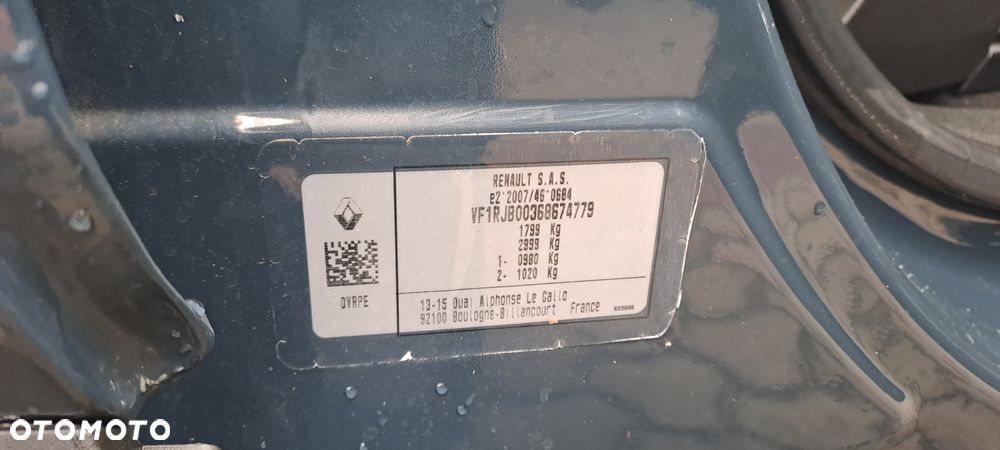 RENAULT S.A.S.
e2*2007/46*0684
VF1RJB00368674779
1799 Kg
2999 Kg
1- 0980 Kg
2- 1020 Kg
QVRPE
13-15 Quai Alphonse Le Gallo
92100 Boulogne-Billancourt France
OTOMOTO